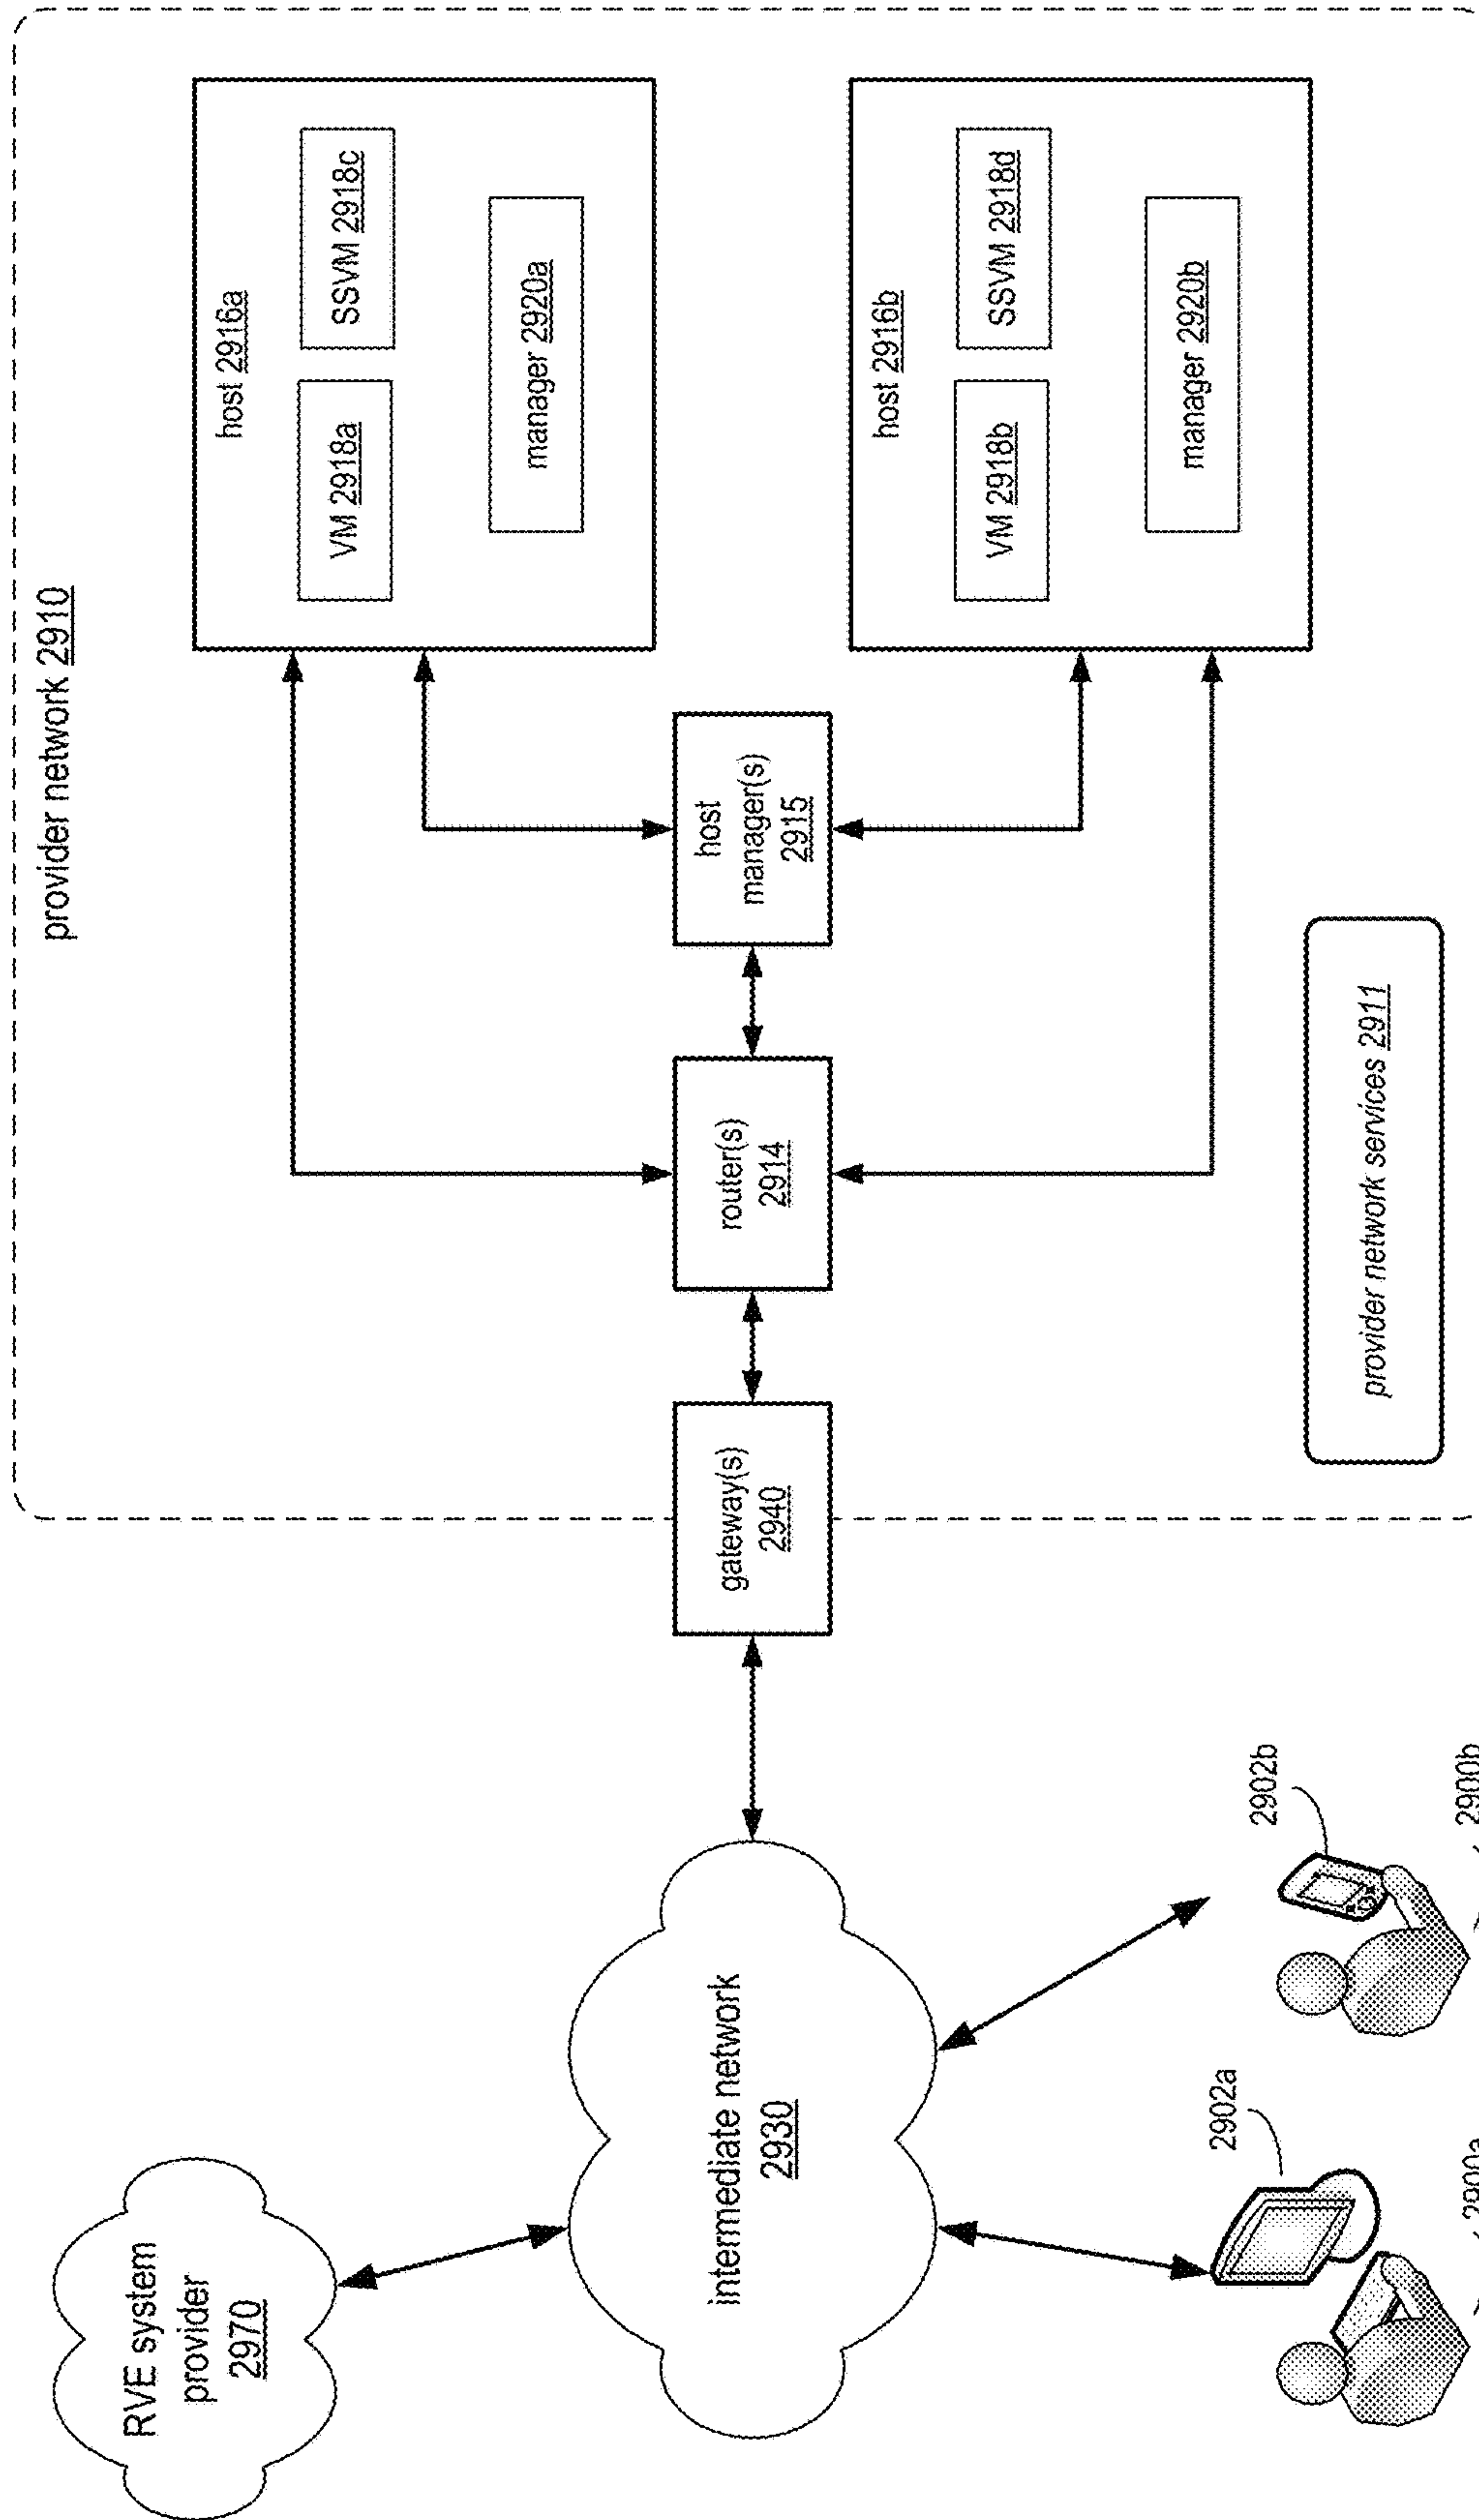 provider network 2910
host 2916a
VM 2918a
SSVM 2918c
manager 2920a
RVE system
provider
2970
intermediate network
2930
gateway(s)
2940
router(s)
2914
host
manager(s)
2915
host 2916b
VM 2918b
SSVM 2918d
manager 2920b
2902a
2902b
provider network services 2911
2900a
2900b